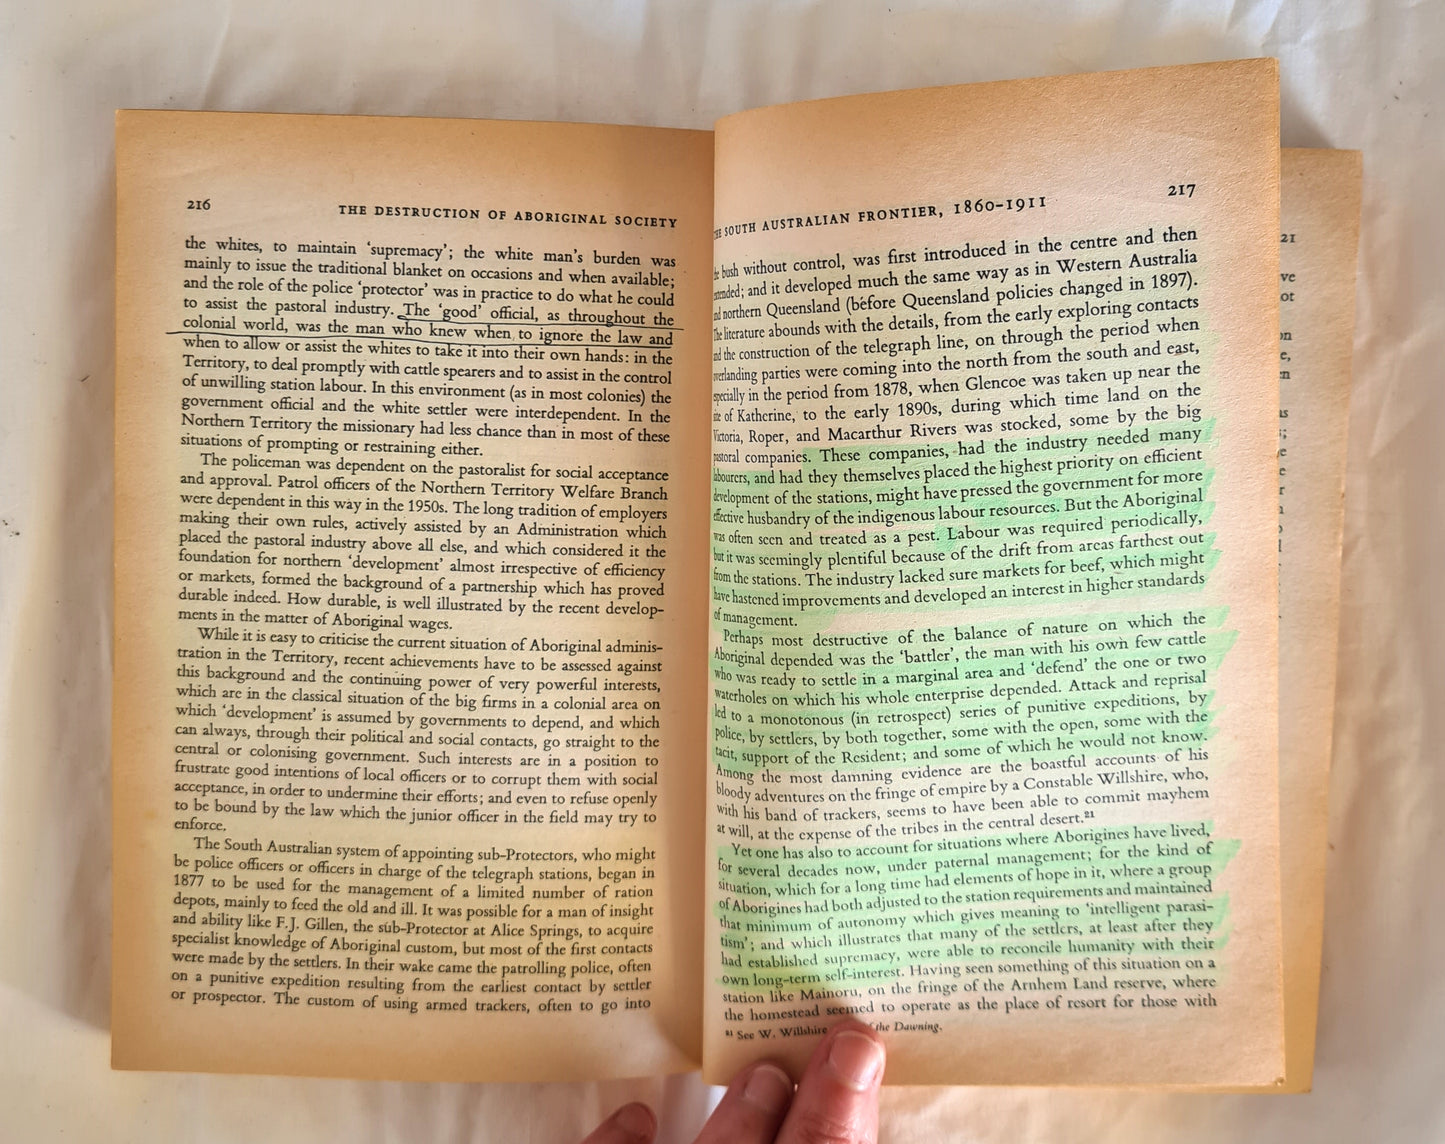 216
THE DESTRUCTION OF ABORIGINAL SOCIETY
the whites, to maintain ‘supremacy’; the white man’s burden was
mainly to issue the traditional blanket on occasions and when available;
and the role of the police ‘protector’ was in practice to do what he could
to assist the pastoral industry. The ‘good’ official, as throughout the
colonial world, was the man who knew when to ignore the law and
when to allow or assist the whites to take it into their own hands: in the
Territory, to deal promptly with cattle spearers and to assist in the control
of unwilling station labour. In this environment (as in most colonies) the
government official and the white settler were interdependent. In the
Northern Territory the missionary had less chance than in most of these
situations of prompting or restraining either.
The policeman was dependent on the pastoralist for social acceptance
and approval. Patrol officers of the Northern Territory Welfare Branch
were dependent in this way in the 1950s. The long tradition of employers
making their own rules, actively assisted by an Administration which
placed the pastoral industry above all else, and which considered it the
foundation for northern ‘development’ almost irrespective of efficiency
or markets, formed the background of a partnership which has proved
durable indeed. How durable, is well illustrated by the recent develop-
ments in the matter of Aboriginal wages.
While it is easy to criticise the current situation of Aboriginal adminis-
tration in the Territory, recent achievements have to be assessed against
this background and the continuing power of very powerful interests,
which are in the classical situation of the big firms in a colonial area on
which ‘development’ is assumed by governments to depend, and which
can always, through their political and social contacts, go straight to the
central or colonising government. Such interests are in a position to
frustrate good intentions of local officers or to corrupt them with social
acceptance, in order to undermine their efforts; and even to refuse openly
to be bound by the law which the junior officer in the field may try to
enforce.
The South Australian system of appointing sub-Protectors, who might
be police officers or officers in charge of the telegraph stations, began in
1877 to be used for the management of a limited number of ration
depots, mainly to feed the old and ill. It was possible for a man of insight
and ability like F.J. Gillen, the sub-Protector at Alice Springs, to acquire
specialist knowledge of Aboriginal custom, but most of the first contacts
were made by the settlers. In their wake came the patrolling police, often
on a punitive expedition resulting from the earliest contact by settler
or prospector. The custom of using armed trackers, often to go into
217
THE SOUTH AUSTRALIAN FRONTIER, 1860–1911
the bush without control, was first introduced in the centre and then
extended; and it developed much the same way as in Western Australia
and northern Queensland (before Queensland policies changed in 1897).
The literature abounds with the details, from the early exploring contacts
and the construction of the telegraph line, on through the period when
overlanding parties were coming into the north from the south and east,
especially in the period from 1878, when Glencoe was taken up near the
site of Katherine, to the early 1890s, during which time land on the
Victoria, Roper, and Macarthur Rivers was stocked, some by the big
pastoral companies. These companies, had the industry needed many
labourers, and had they themselves placed the highest priority on efficient
development of the stations, might have pressed the government for more
effective husbandry of the indigenous labour resources. But the Aboriginal
was often seen and treated as a pest. Labour was required periodically,
but it was seemingly plentiful because of the drift from areas farthest out
from the stations. The industry lacked sure markets for beef, which might
have hastened improvements and developed an interest in higher standards
of management.
Perhaps most destructive of the balance of nature on which the
Aboriginal depended was the ‘battler’, the man with his own few cattle
who was ready to settle in a marginal area and ‘defend’ the one or two
waterholes on which his whole enterprise depended. Attack and reprisal
led to a monotonous (in retrospect) series of punitive expeditions, by
police, by settlers, by both together, some with the open, some with the
tacit, support of the Resident; and some of which he would not know.
Among the most damning evidence are the boastful accounts of his
bloody adventures on the fringe of empire by a Constable Willshire, who,
with his band of trackers, seems to have been able to commit mayhem
at will, at the expense of the tribes in the central desert.²¹
Yet one has also to account for situations where Aborigines have lived,
for several decades now, under paternal management; for the kind of
situation, which for a long time had elements of hope in it, where a group
of Aborigines had both adjusted to the station requirements and maintained
that minimum of autonomy which gives meaning to ‘intelligent parasi-
tism’; and which illustrates that many of the settlers, at least after they
had established supremacy, were able to reconcile humanity with their
own long-term self-interest. Having seen something of this situation on a
station like Mainoru, on the fringe of the Arnhem Land reserve, where
the homestead seemed to operate as the place of resort for those with
²¹ See W. Willshire of the Dawning.